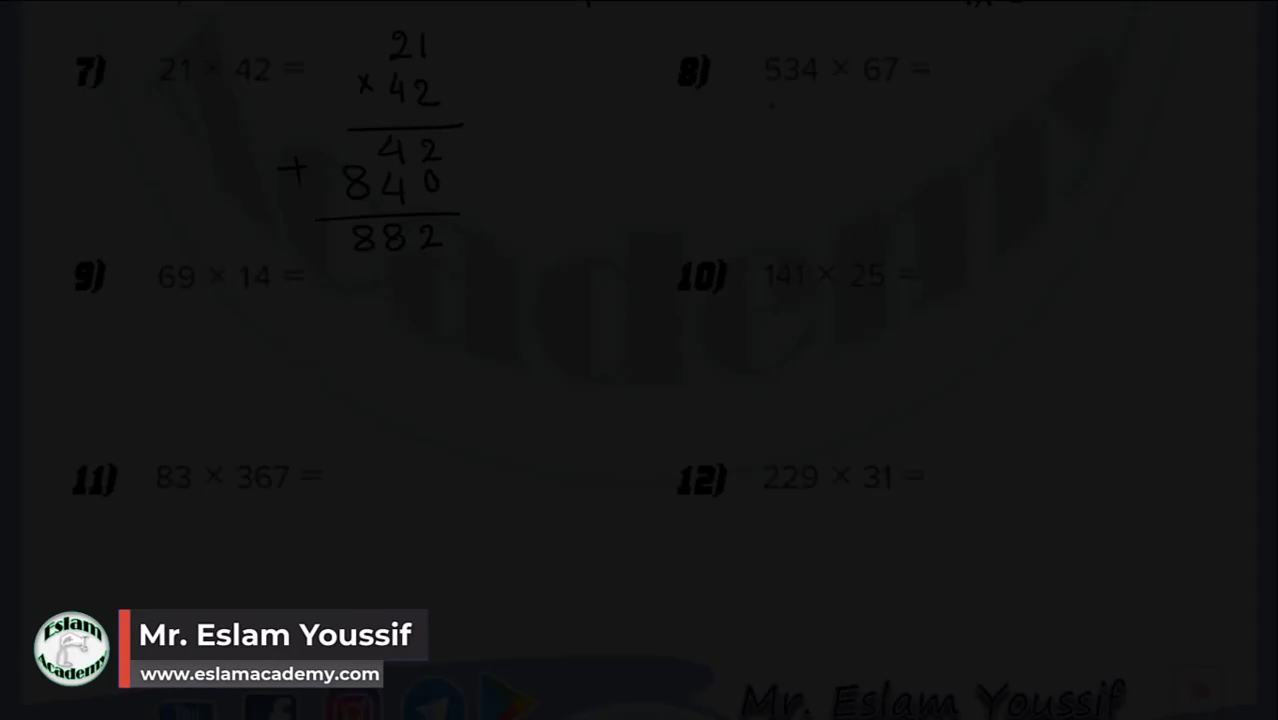 7) 21 × 42 =
21
× 42
42
+ 840
882
8) 534 × 67 =
9) 69 × 14 =
10) 141 × 25 =
11) 83 × 367 =
12) 229 × 31 =
Eslam
Academy
Mr. Eslam Youssif
www.eslamacademy.com
Mr. Eslam Youssif